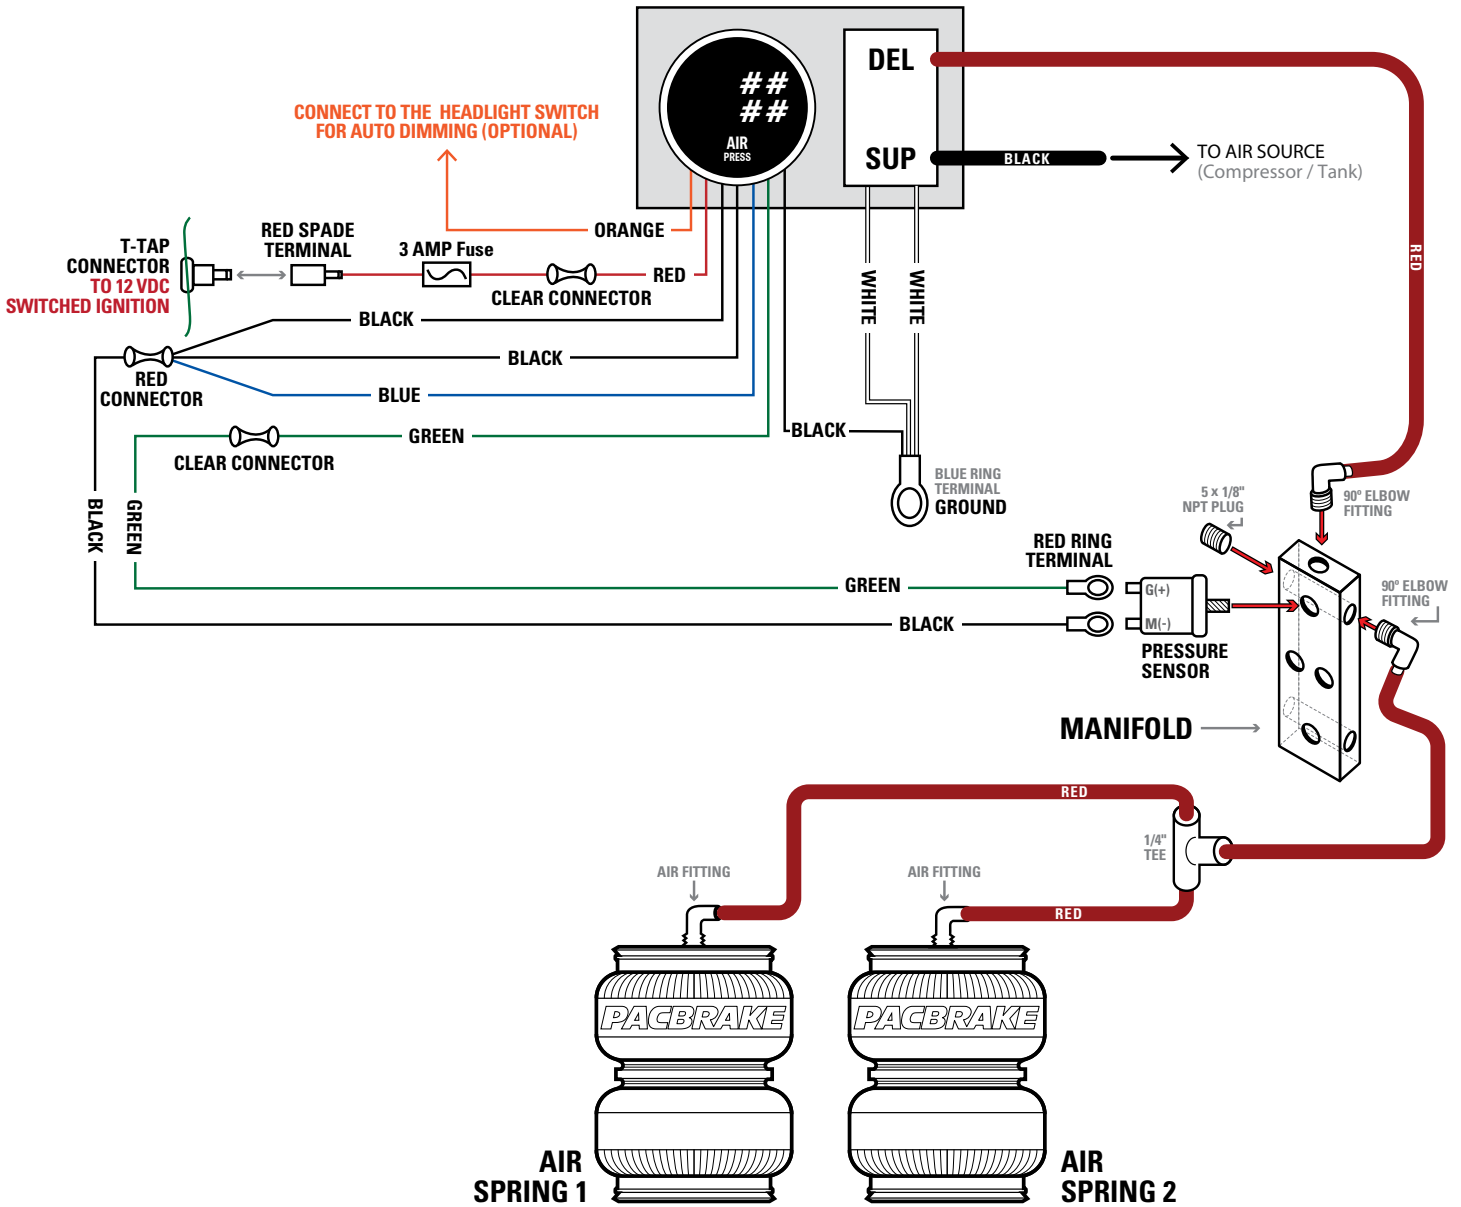 DEL
##
##
AIR
PRESS
SUP
BLACK
TO AIR SOURCE
(Compressor / Tank)
CONNECT TO THE HEADLIGHT SWITCH
FOR AUTO DIMMING (OPTIONAL)
ORANGE
RED SPADE
TERMINAL
3 AMP Fuse
T-TAP
CONNECTOR
TO 12 VDC
SWITCHED IGNITION
RED
CLEAR CONNECTOR
WHITE
WHITE
RED
BLACK
BLACK
RED
CONNECTOR
BLUE
GREEN
BLACK
CLEAR CONNECTOR
BLUE RING
TERMINAL
GROUND
BLACK
GREEN
5 x 1/8"
NPT PLUG
90º ELBOW
FITTING
RED RING
TERMINAL
GREEN
G(+)
90º ELBOW
FITTING
BLACK
M(-)
PRESSURE
SENSOR
MANIFOLD
RED
1/4"
TEE
AIR FITTING
AIR FITTING
RED
PACBRAKE
PACBRAKE
AIR
SPRING 1
AIR
SPRING 2